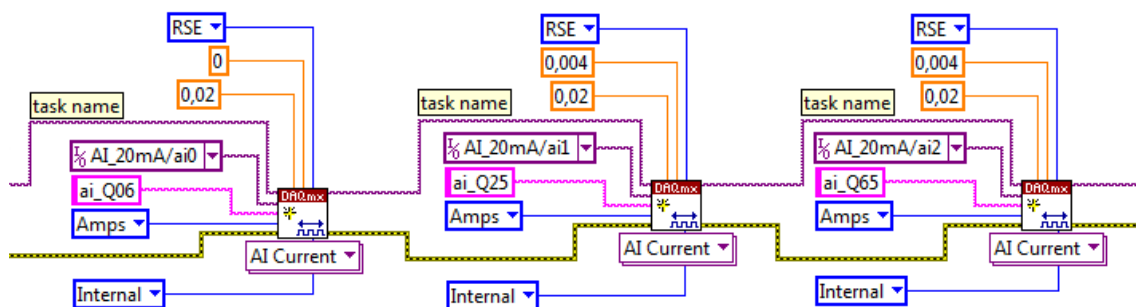 RSE
0
0,02
task name
I/O AI_20mA/ai0
ai_Q06
DAQmx
Amps
AI Current
Internal
RSE
0,004
0,02
task name
I/O AI_20mA/ai1
ai_Q25
DAQmx
Amps
AI Current
Internal
RSE
0,004
0,02
task name
I/O AI_20mA/ai2
ai_Q65
DAQmx
Amps
AI Current
Internal